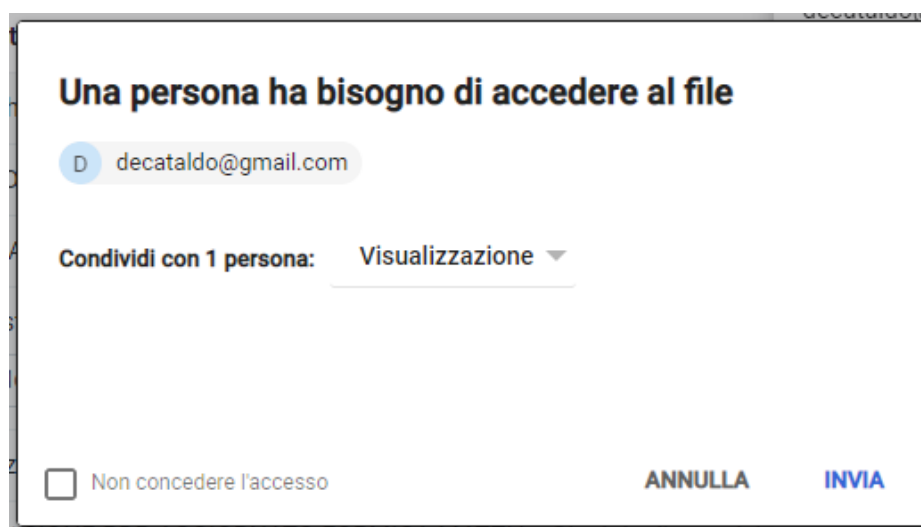 Una persona ha bisogno di accedere al file
D decataldo@gmail.com
Condividi con 1 persona: Visualizzazione
Non concedere l'accesso ANNULLA INVIA